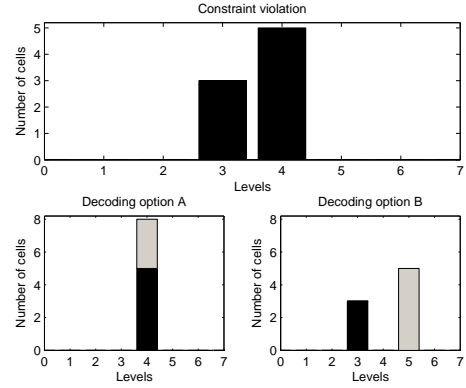 Constraint violation
Number of cells
5
4
3
2
1
0
0 1 2 3 4 5 6 7
Levels
Decoding option A
Number of cells
8
6
4
2
0
0 1 2 3 4 5 6 7
Levels
Decoding option B
Number of cells
8
6
4
2
0
0 1 2 3 4 5 6 7
Levels